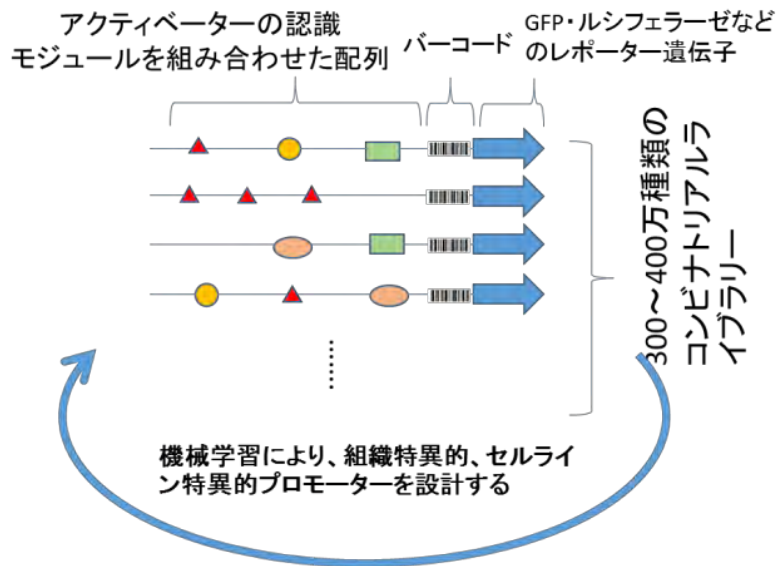 アクティベーターの認識
モジュールを組み合わせた配列
バーコード
GFP・ルシフェラーゼなど
のレポーター遺伝子
300～400万種類の
コンビナトリアルラ
イブラリー
……
機械学習により、組織特異的、セルライ
ン特異的プロモーターを設計する